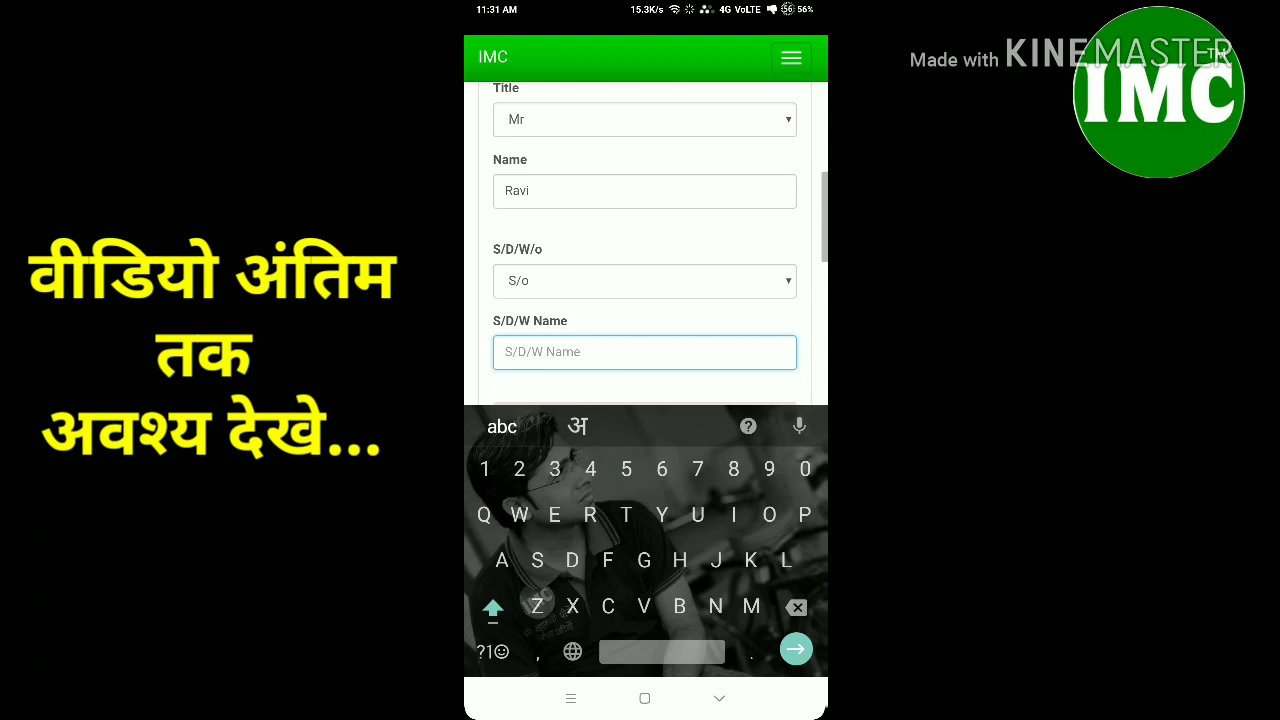 11:31 AM
15.3K/s 4G VoLTE 56 56%
IMC
Made with KINEMASTER
IMC
Title
Mr
Name
Ravi
S/D/W/o
S/o
S/D/W Name
S/D/W Name
वीडियो अंतिम
तक
अवश्य देखे...
abc अ
1 2 3 4 5 6 7 8 9 0
Q W E R T Y U I O P
A S D F G H J K L
Z X C V B N M
?1 , .